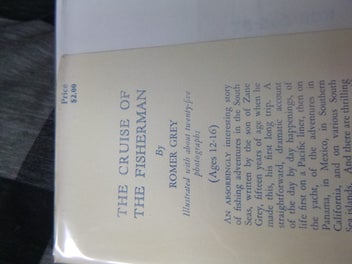 Price
$2.00
THE CRUISE OF
THE FISHERMAN
By
ROMER GREY
Illustrated with about twenty-five
photographs
(Ages 12-16)
AN ABSORBINGLY interesting story
of fishing adventures in the South
Seas, written by the son of Zane
Grey, fifteen years of age when he
made this, his first long trip. A
straightforward, dramatic account
of the day by day happenings, of
life first on a Pacific liner, then on
the yacht, of the adventures in
Panama, in Mexico, in Southern
California, and on various South
Sea islands, and there are thrilling